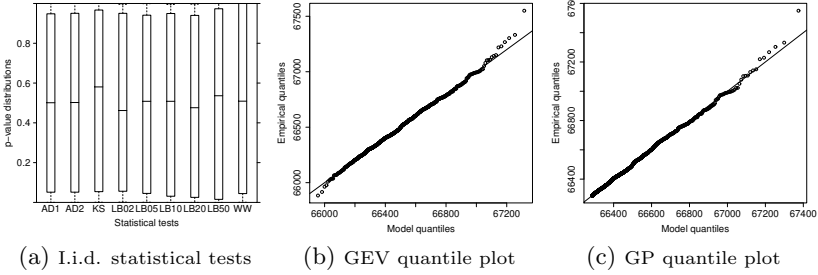 p-value distributions
0.8
0.6
0.4
0.2
AD1 AD2 KS LB02 LB05 LB10 LB20 LB50 WW
Statistical tests
(a) I.i.d. statistical tests
Empirical quantiles
67500
67000
66500
66000
66000 66400 66800 67200
Model quantiles
(b) GEV quantile plot
Empirical quantiles
6760
67200
66800
66400
66400 66600 66800 67000 67200 67400
Model quantiles
(c) GP quantile plot